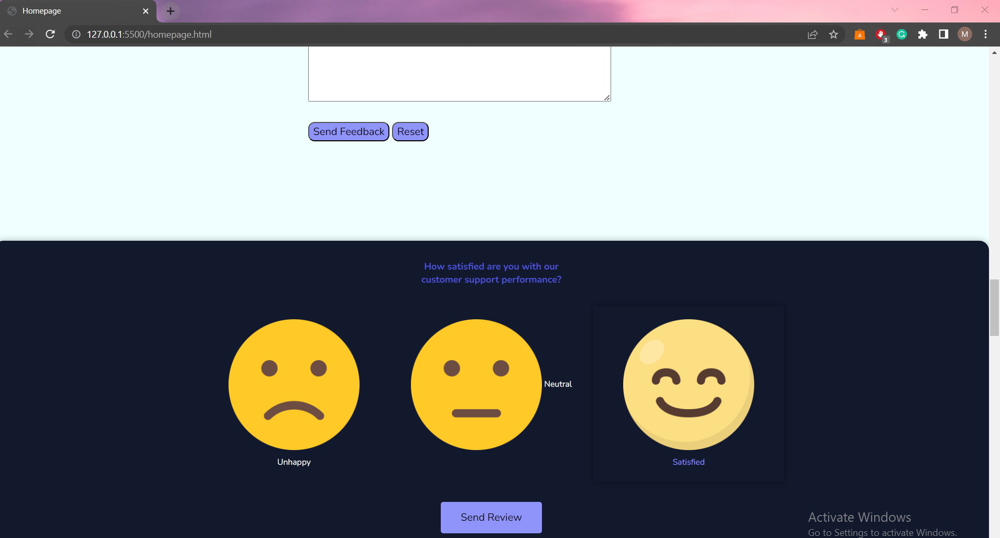 Homepage
127.0.0.1:5500/homepage.html
A
3
M
Send Feedback Reset
How satisfied are you with our
customer support performance?
Neutral
Unhappy
Satisfied
Send Review
Activate Windows
Go to Settings to activate Windows.